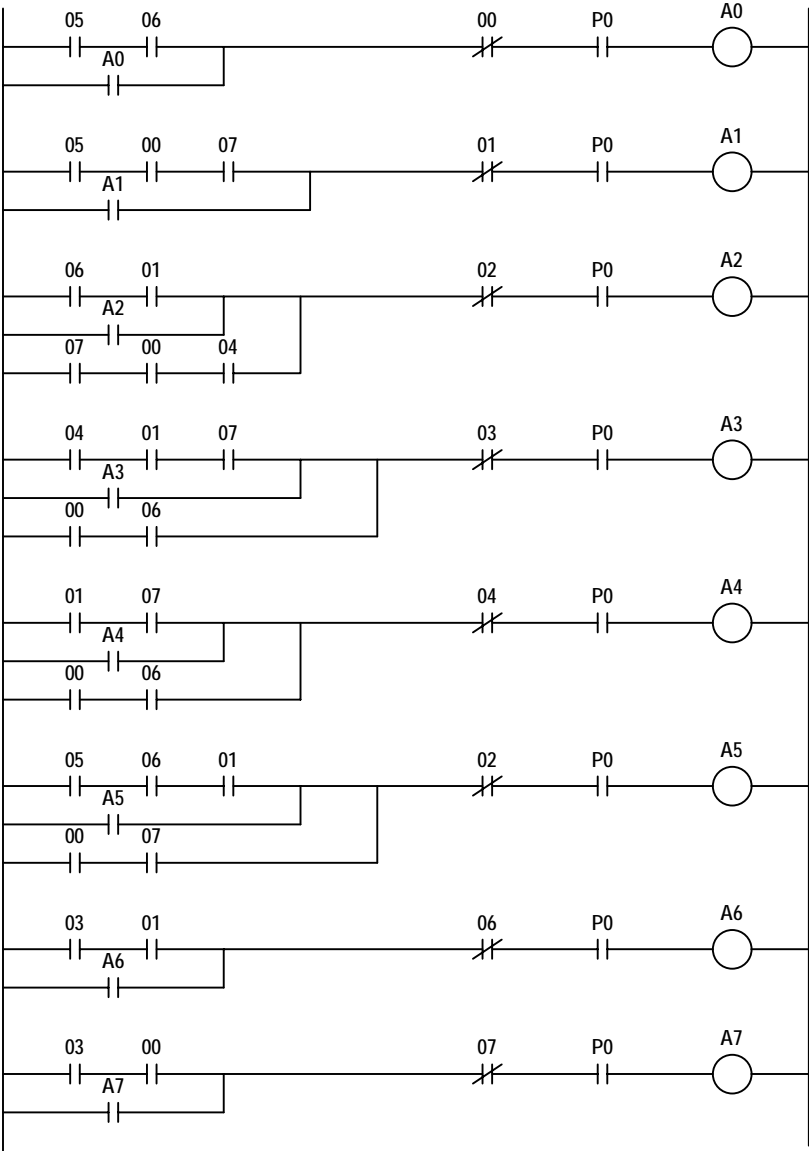 05 06 00 P0 A0
A0
05 00 07 01 P0 A1
A1
06 01 02 P0 A2
A2
07 00 04
04 01 07 03 P0 A3
A3
00 06
01 07 04 P0 A4
A4
00 06
05 06 01 02 P0 A5
A5
00 07
03 01 06 P0 A6
A6
03 00 07 P0 A7
A7